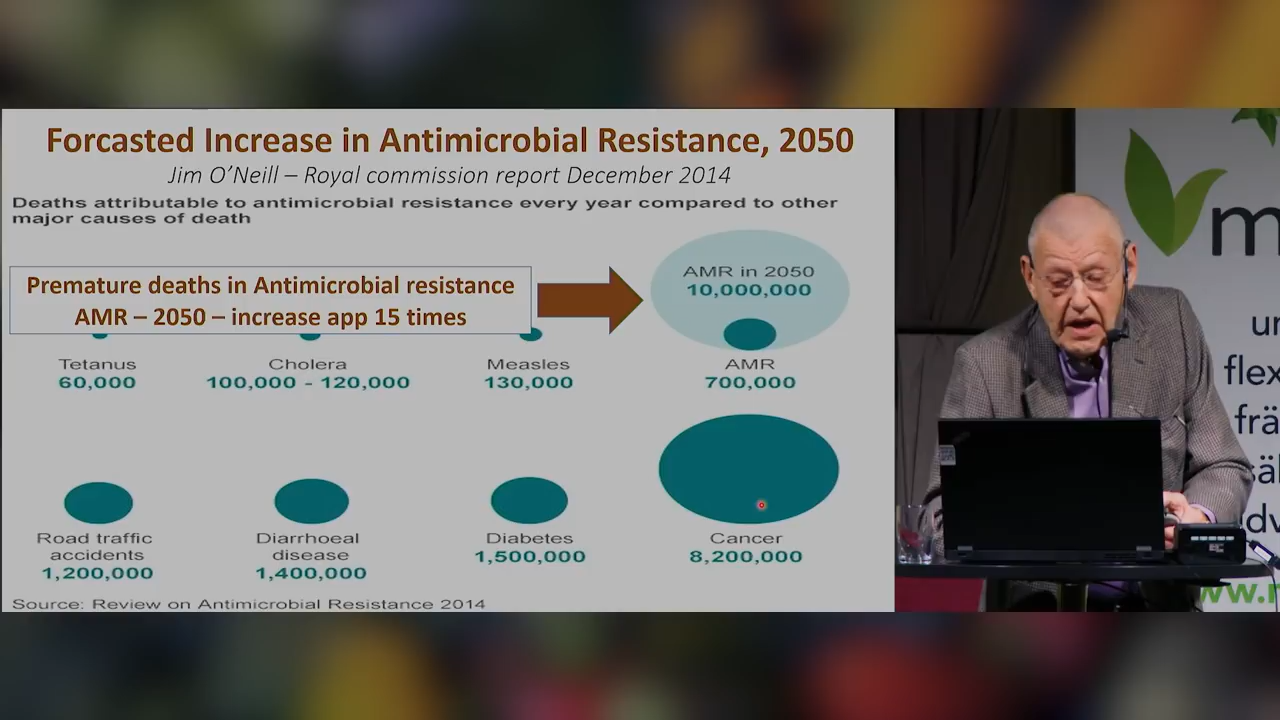 Forcasted Increase in Antimicrobial Resistance, 2050
Jim O'Neill – Royal commission report December 2014
Deaths attributable to antimicrobial resistance every year compared to other
major causes of death
Premature deaths in Antimicrobial resistance
AMR – 2050 – increase app 15 times
AMR in 2050
10,000,000
Tetanus
60,000
Cholera
100,000 - 120,000
Measles
130,000
AMR
700,000
Road traffic
accidents
1,200,000
Diarrhoeal
disease
1,400,000
Diabetes
1,500,000
Cancer
8,200,000
Source: Review on Antimicrobial Resistance 2014
m
un
flex
frä